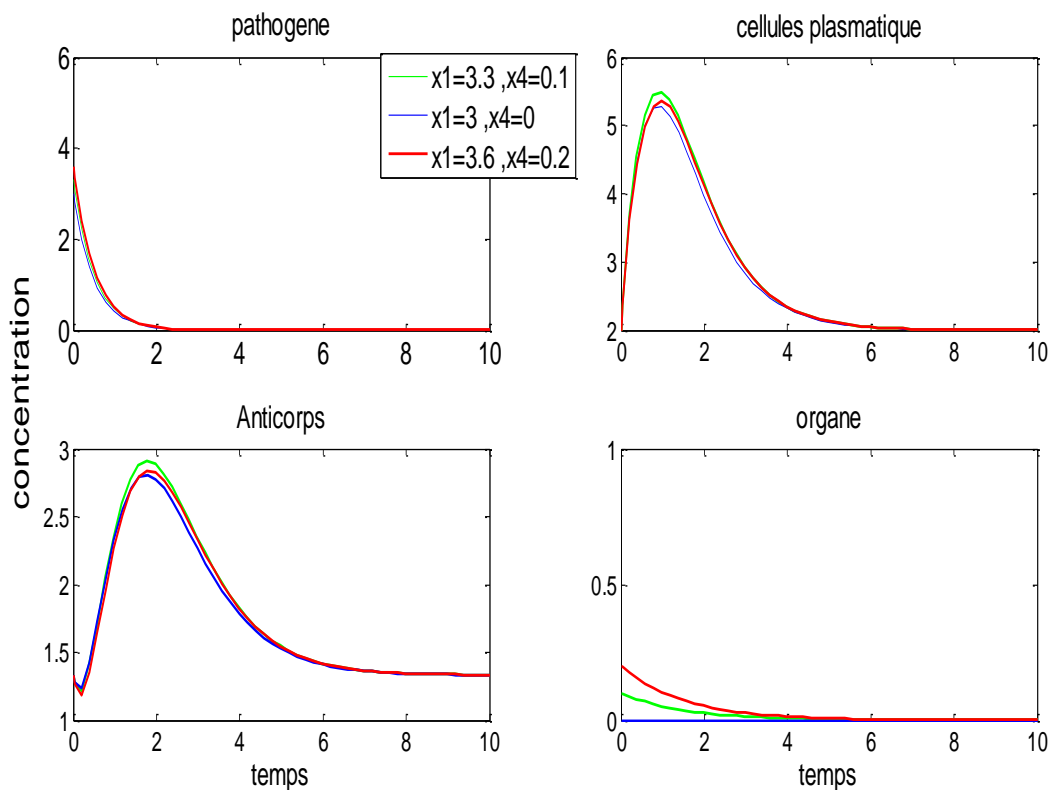 pathogene
cellules plasmatique
x1=3.3 ,x4=0.1
x1=3 ,x4=0
x1=3.6 ,x4=0.2
6
4
2
0
0 2 4 6 8 10
6
5
4
3
2
0 2 4 6 8 10
concentration
Anticorps
organe
3
2.5
2
1.5
1
0 2 4 6 8 10
temps
1
0.5
0
0 2 4 6 8 10
temps